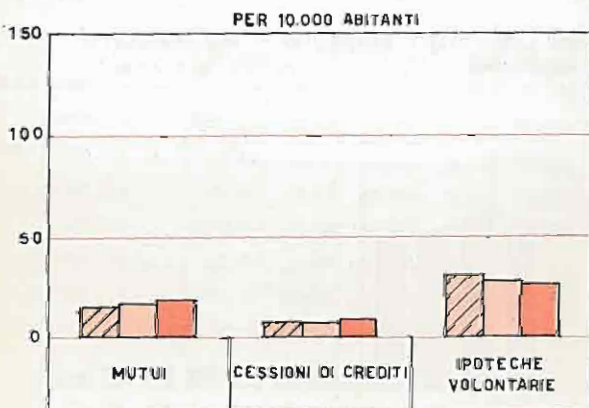 PER 10.000 ABITANTI
150
100
50
0
MUTUI
CESSIONI DI CREDITI
IPOTECHE
VOLONTARIE